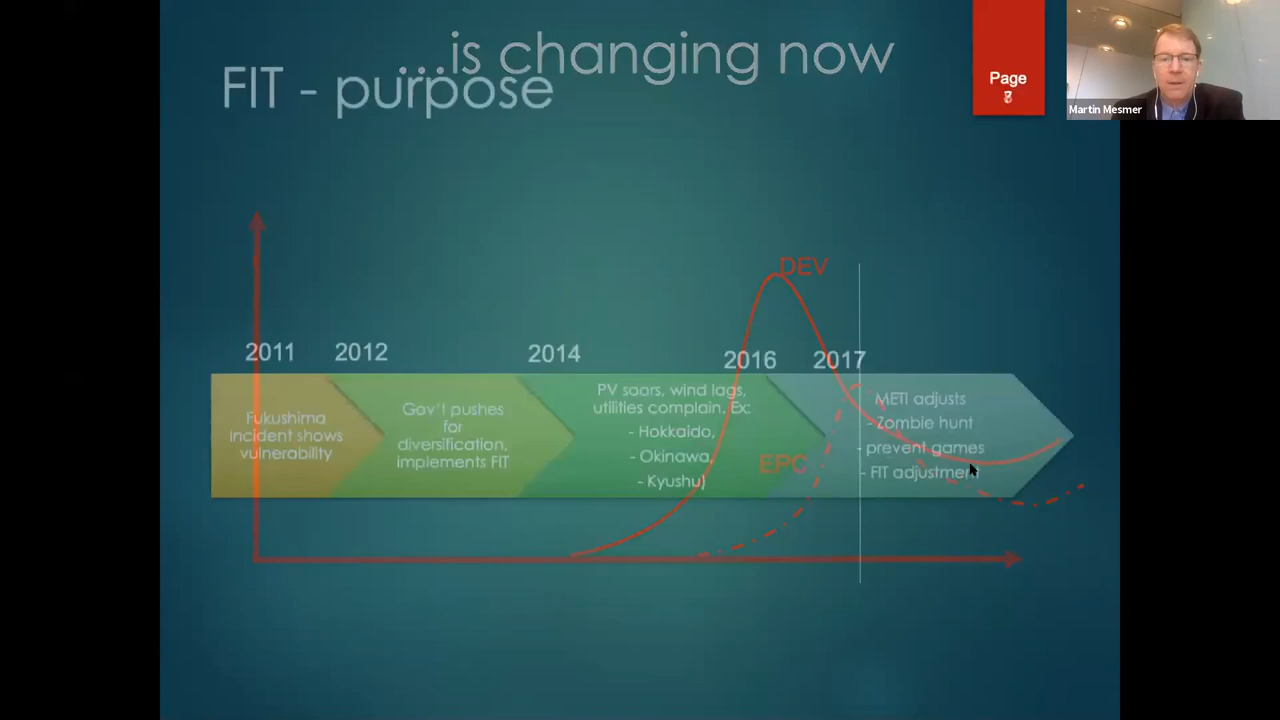 ...is changing now
FIT - purpose
Page
Martin Mesmer
DEV
2011
2012
2014
2016
2017
Fukushima
incident shows
vulnerability
Gov't pushes
for
diversification,
implements FIT
PV soars, wind lags,
utilities complain. Ex:
- Hokkaido,
- Okinawa,
- Kyushu)
EPC
METI adjusts
- Zombie hunt
- prevent games
- FIT adjustment